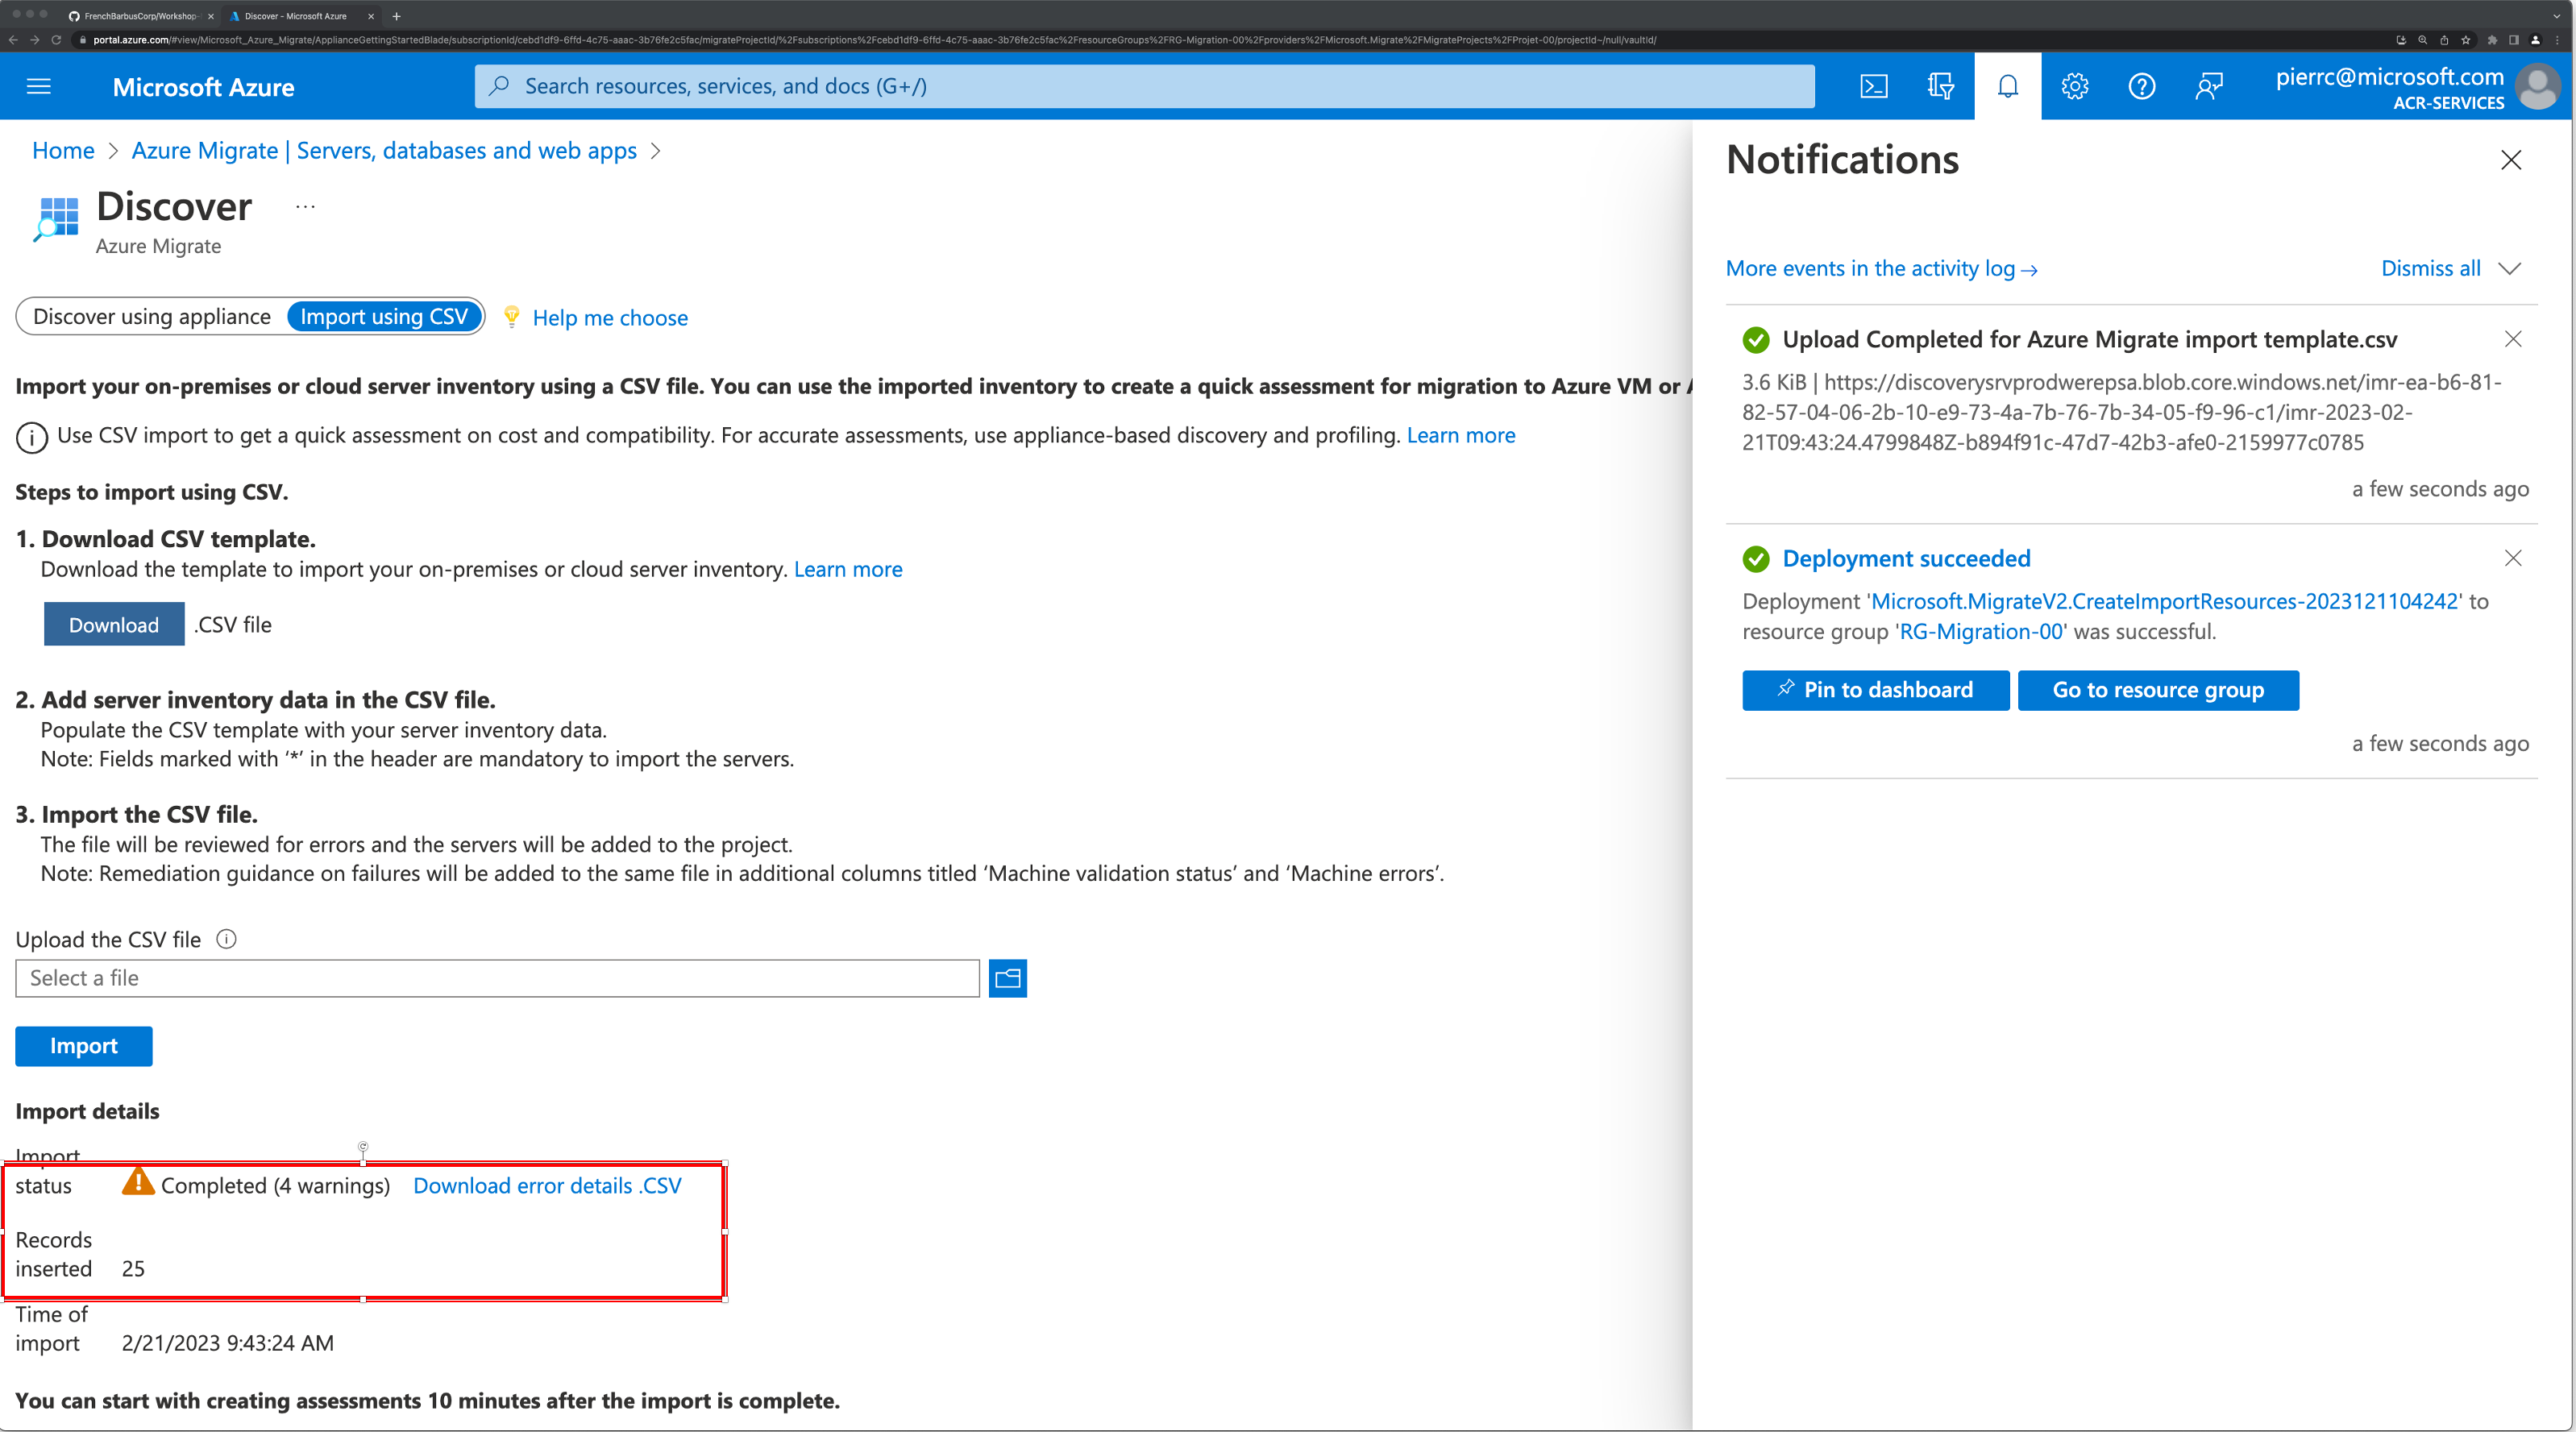 FrenchBarbusCorp/Workshop-
Discover - Microsoft Azure
portal.azure.com/#view/Microsoft_Azure_Migrate/ApplianceGettingStartedBlade/subscriptionId/cebd1df9-6ffd-4c75-aaac-3b76fe2c5fac/migrateProjectId/%2Fsubscriptions%2Fcebd1df9-6ffd-4c75-aaac-3b76fe2c5fac%2FresourceGroups%2FRG-Migration-00%2Fproviders%2FMicrosoft.Migrate%2FMigrateProjects%2FProjet-00/projectId~/null/vaultId/
Microsoft Azure
Search resources, services, and docs (G+/)
pierrc@microsoft.com
ACR-SERVICES
Home > Azure Migrate | Servers, databases and web apps >
Discover ...
Azure Migrate
Discover using appliance
Import using CSV
Help me choose
Import your on-premises or cloud server inventory using a CSV file. You can use the imported inventory to create a quick assessment for migration to Azure VM or
Use CSV import to get a quick assessment on cost and compatibility. For accurate assessments, use appliance-based discovery and profiling. Learn more
Steps to import using CSV.
1. Download CSV template.
Download the template to import your on-premises or cloud server inventory. Learn more
Download .CSV file
2. Add server inventory data in the CSV file.
Populate the CSV template with your server inventory data.
Note: Fields marked with ‘*’ in the header are mandatory to import the servers.
3. Import the CSV file.
The file will be reviewed for errors and the servers will be added to the project.
Note: Remediation guidance on failures will be added to the same file in additional columns titled ‘Machine validation status’ and ‘Machine errors’.
Upload the CSV file
Select a file
Import
Import details
Import
status Completed (4 warnings) Download error details .CSV
Records
inserted 25
Time of
import 2/21/2023 9:43:24 AM
You can start with creating assessments 10 minutes after the import is complete.
Notifications
More events in the activity log →
Dismiss all
Upload Completed for Azure Migrate import template.csv
3.6 KiB | https://discoverysrvprodwerepsa.blob.core.windows.net/imr-ea-b6-81-
82-57-04-06-2b-10-e9-73-4a-7b-76-7b-34-05-f9-96-c1/imr-2023-02-
21T09:43:24.4799848Z-b894f91c-47d7-42b3-afe0-2159977c0785
a few seconds ago
Deployment succeeded
Deployment 'Microsoft.MigrateV2.CreateImportResources-2023121104242' to
resource group 'RG-Migration-00' was successful.
Pin to dashboard
Go to resource group
a few seconds ago